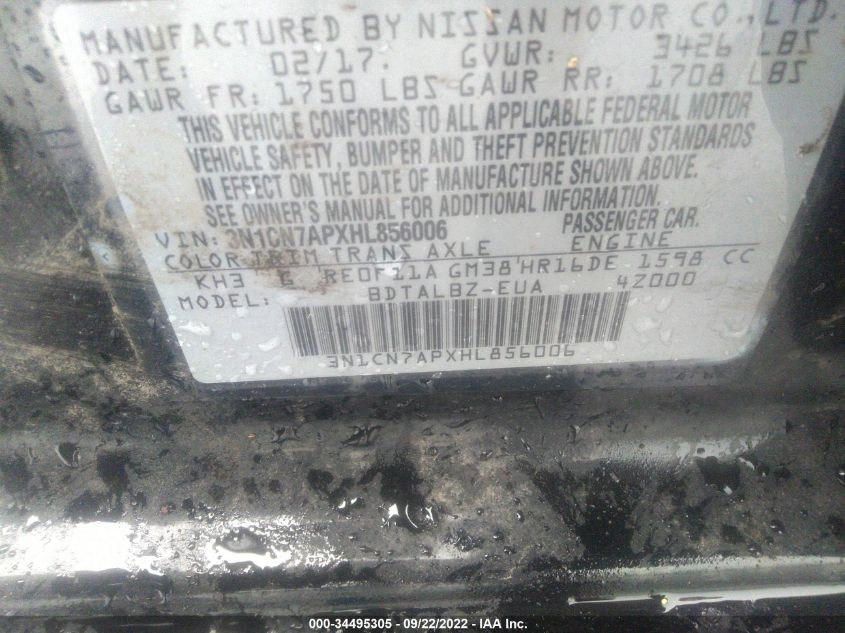 MANUFACTURED BY NISSAN MOTOR CO., LTD.
DATE: 02/17. GVWR: 3426 LBS
GAWR FR: 1750 LBS GAWR RR: 1708 LBS
THIS VEHICLE CONFORMS TO ALL APPLICABLE FEDERAL MOTOR
VEHICLE SAFETY, BUMPER AND THEFT PREVENTION STANDARDS
IN EFFECT ON THE DATE OF MANUFACTURE SHOWN ABOVE.
SEE OWNER'S MANUAL FOR ADDITIONAL INFORMATION.
VIN: 3N1CN7APXHL856006 PASSENGER CAR.
COLOR TRIM TRANS AXLE ENGINE
KH3 G RE0F11A GM38 HR16DE 1598 CC
MODEL: BDTALBZ-EUA 4Z000
3N1CN7APXHL856006
000-34495305 - 09/22/2022 - IAA Inc.